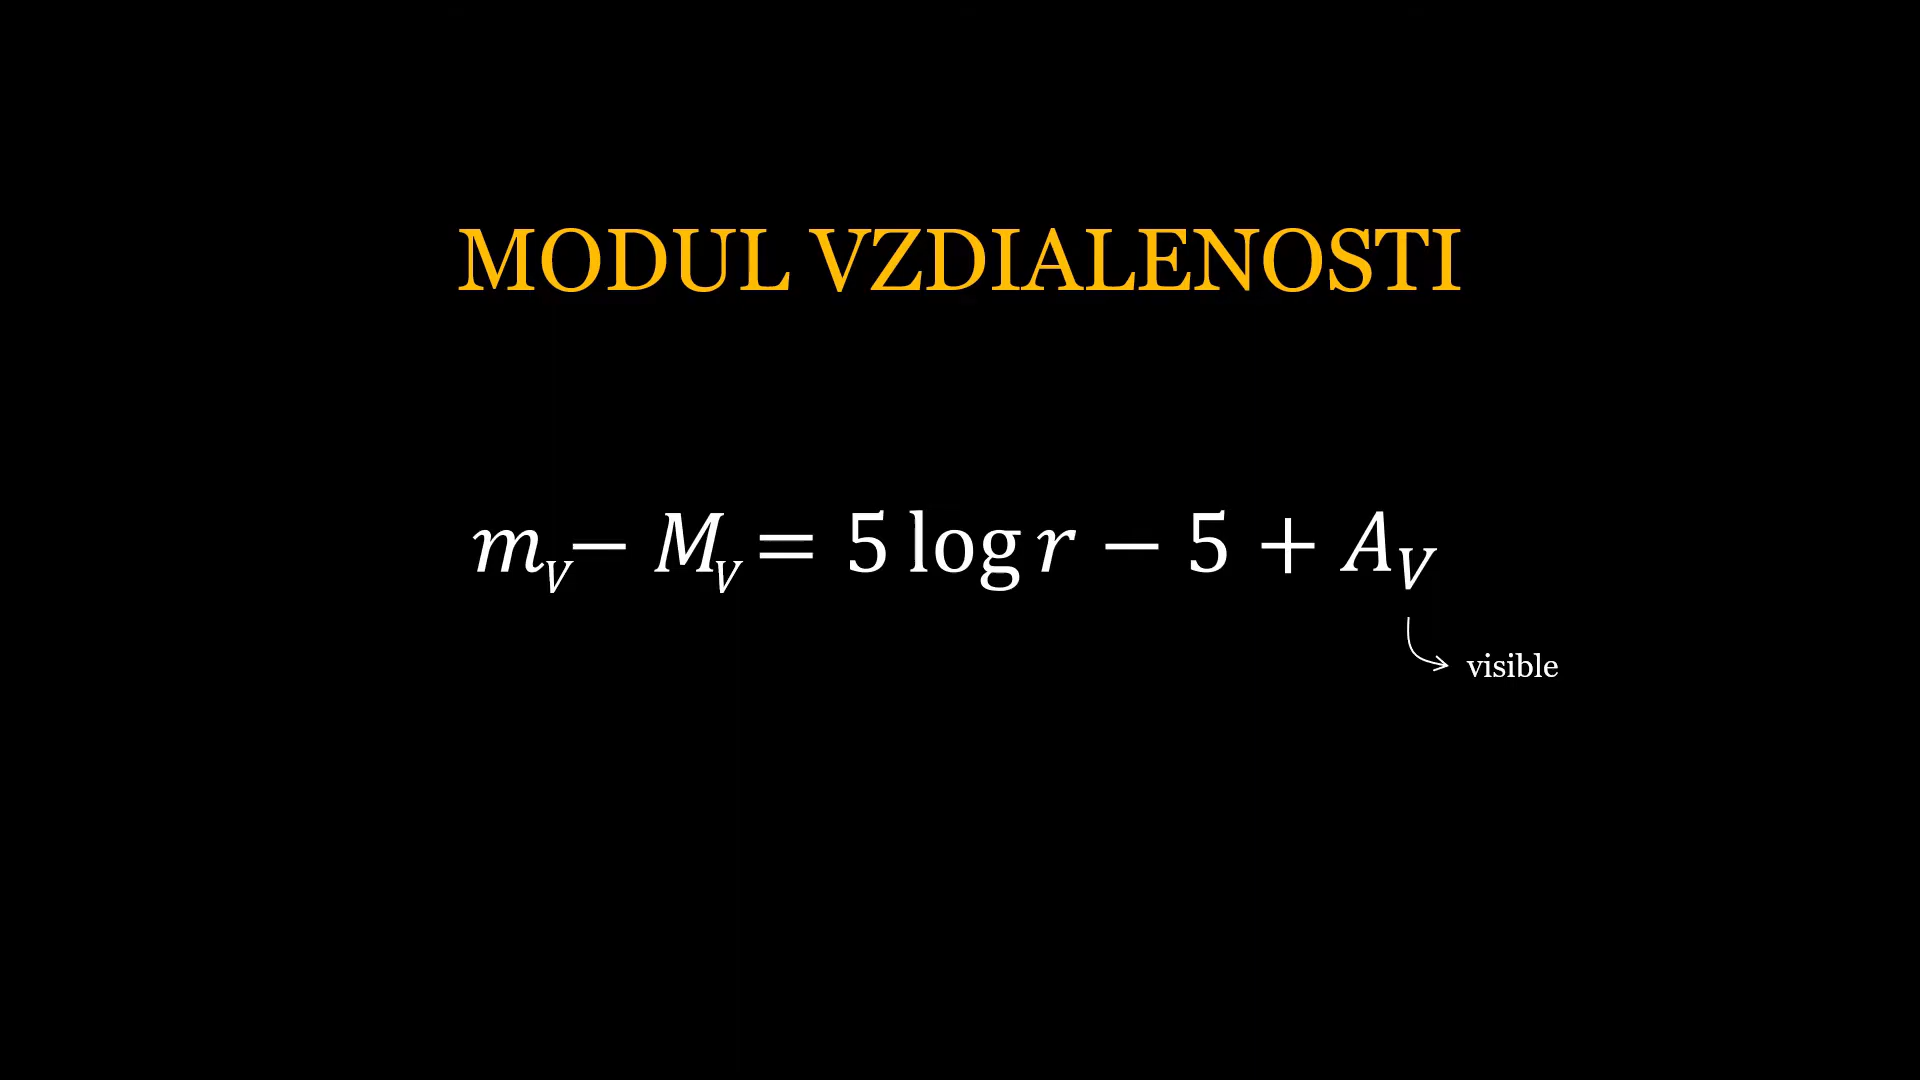 MODUL VZDIALENOSTI
m_V − M_V = 5 log r − 5 + A_V
visible